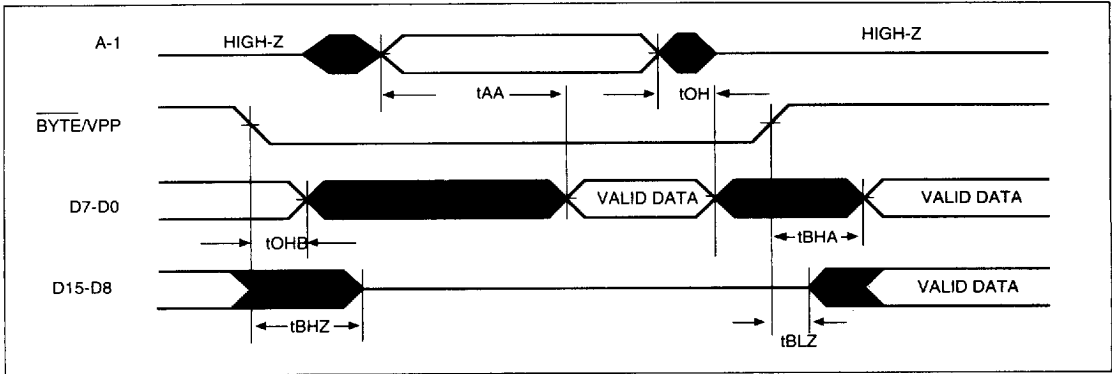 A-1 HIGH-Z HIGH-Z
tAA tOH
BYTE/VPP
D7-D0 VALID DATA VALID DATA
tOHB tBHA
D15-D8 VALID DATA
tBHZ tBLZ